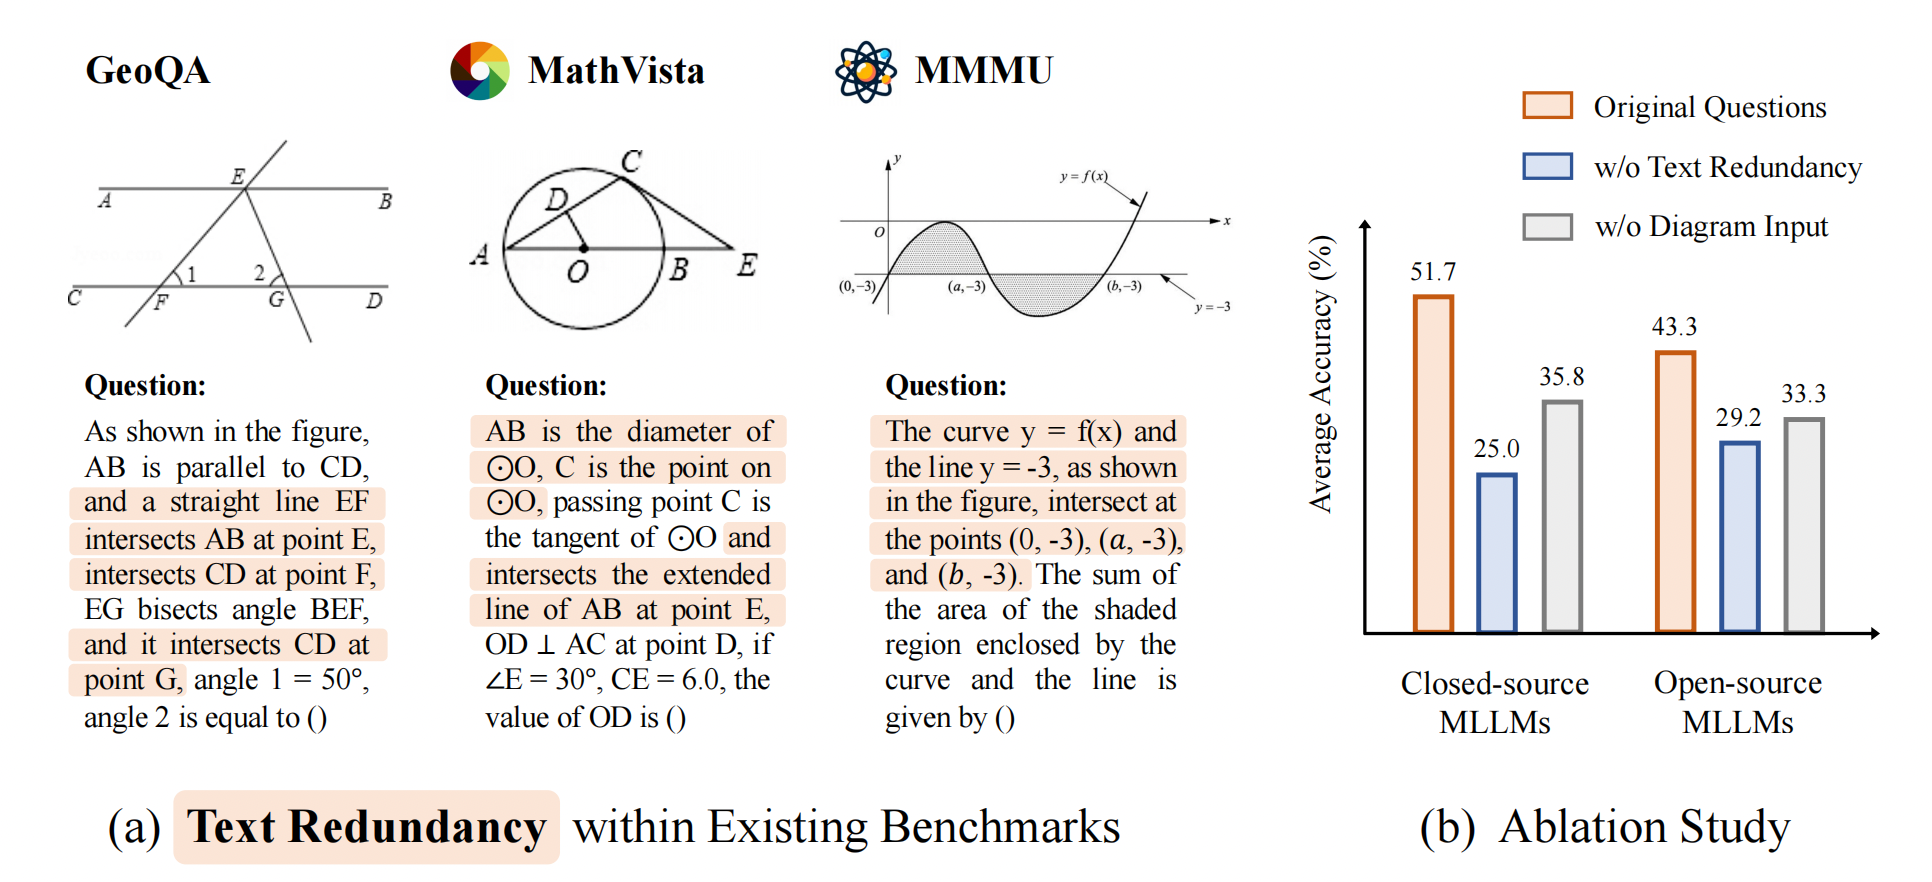 GeoQA
MathVista
MMMU
E
A
B
1
2
C
F
G
D
C
D
A
O
B
E
y
y = f(x)
O
x
(0,−3)
(a,−3)
(b,−3)
y = −3
Question:
As shown in the figure,
AB is parallel to CD,
and a straight line EF
intersects AB at point E,
intersects CD at point F,
EG bisects angle BEF,
and it intersects CD at
point G, angle 1 = 50°,
angle 2 is equal to ()
Question:
AB is the diameter of
⊙O, C is the point on
⊙O, passing point C is
the tangent of ⊙O and
intersects the extended
line of AB at point E,
OD ⊥ AC at point D, if
∠E = 30°, CE = 6.0, the
value of OD is ()
Question:
The curve y = f(x) and
the line y = -3, as shown
in the figure, intersect at
the points (0, -3), (a, -3),
and (b, -3). The sum of
the area of the shaded
region enclosed by the
curve and the line is
given by ()
(a) Text Redundancy within Existing Benchmarks
Original Questions
w/o Text Redundancy
w/o Diagram Input
Average Accuracy (%)
51.7
25.0
35.8
43.3
29.2
33.3
Closed-source
MLLMs
Open-source
MLLMs
(b) Ablation Study